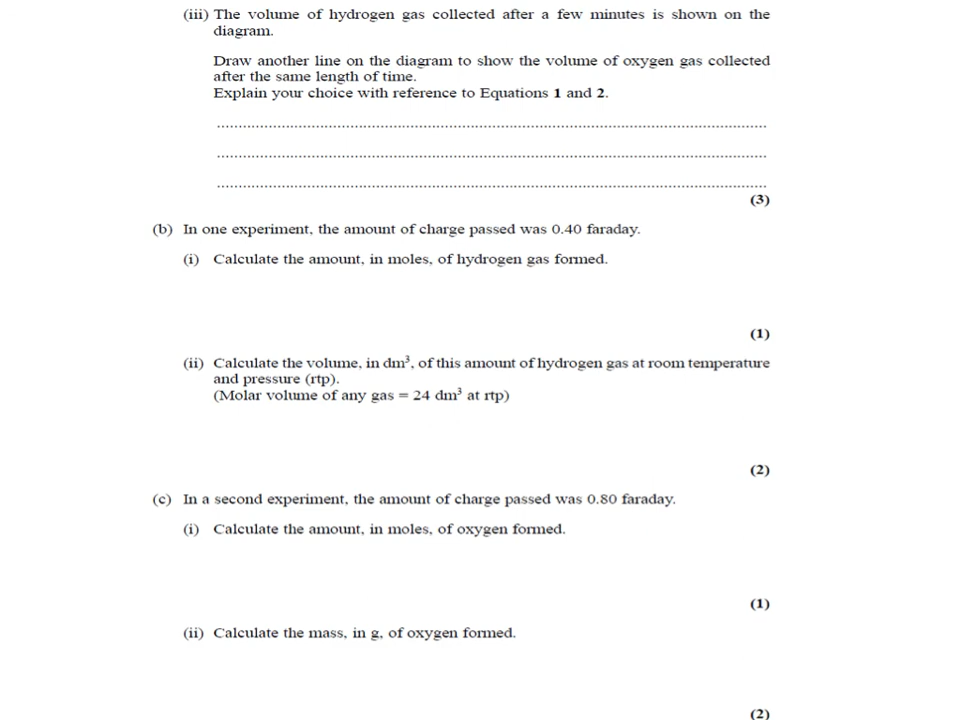 (iii) The volume of hydrogen gas collected after a few minutes is shown on the
diagram.
Draw another line on the diagram to show the volume of oxygen gas collected
after the same length of time.
Explain your choice with reference to Equations 1 and 2.
................................................................................
................................................................................
................................................................................
(3)
(b) In one experiment, the amount of charge passed was 0.40 faraday.
(i) Calculate the amount, in moles, of hydrogen gas formed.
(1)
(ii) Calculate the volume, in dm³, of this amount of hydrogen gas at room temperature
and pressure (rtp).
(Molar volume of any gas = 24 dm³ at rtp)
(2)
(c) In a second experiment, the amount of charge passed was 0.80 faraday.
(i) Calculate the amount, in moles, of oxygen formed.
(1)
(ii) Calculate the mass, in g, of oxygen formed.
(2)